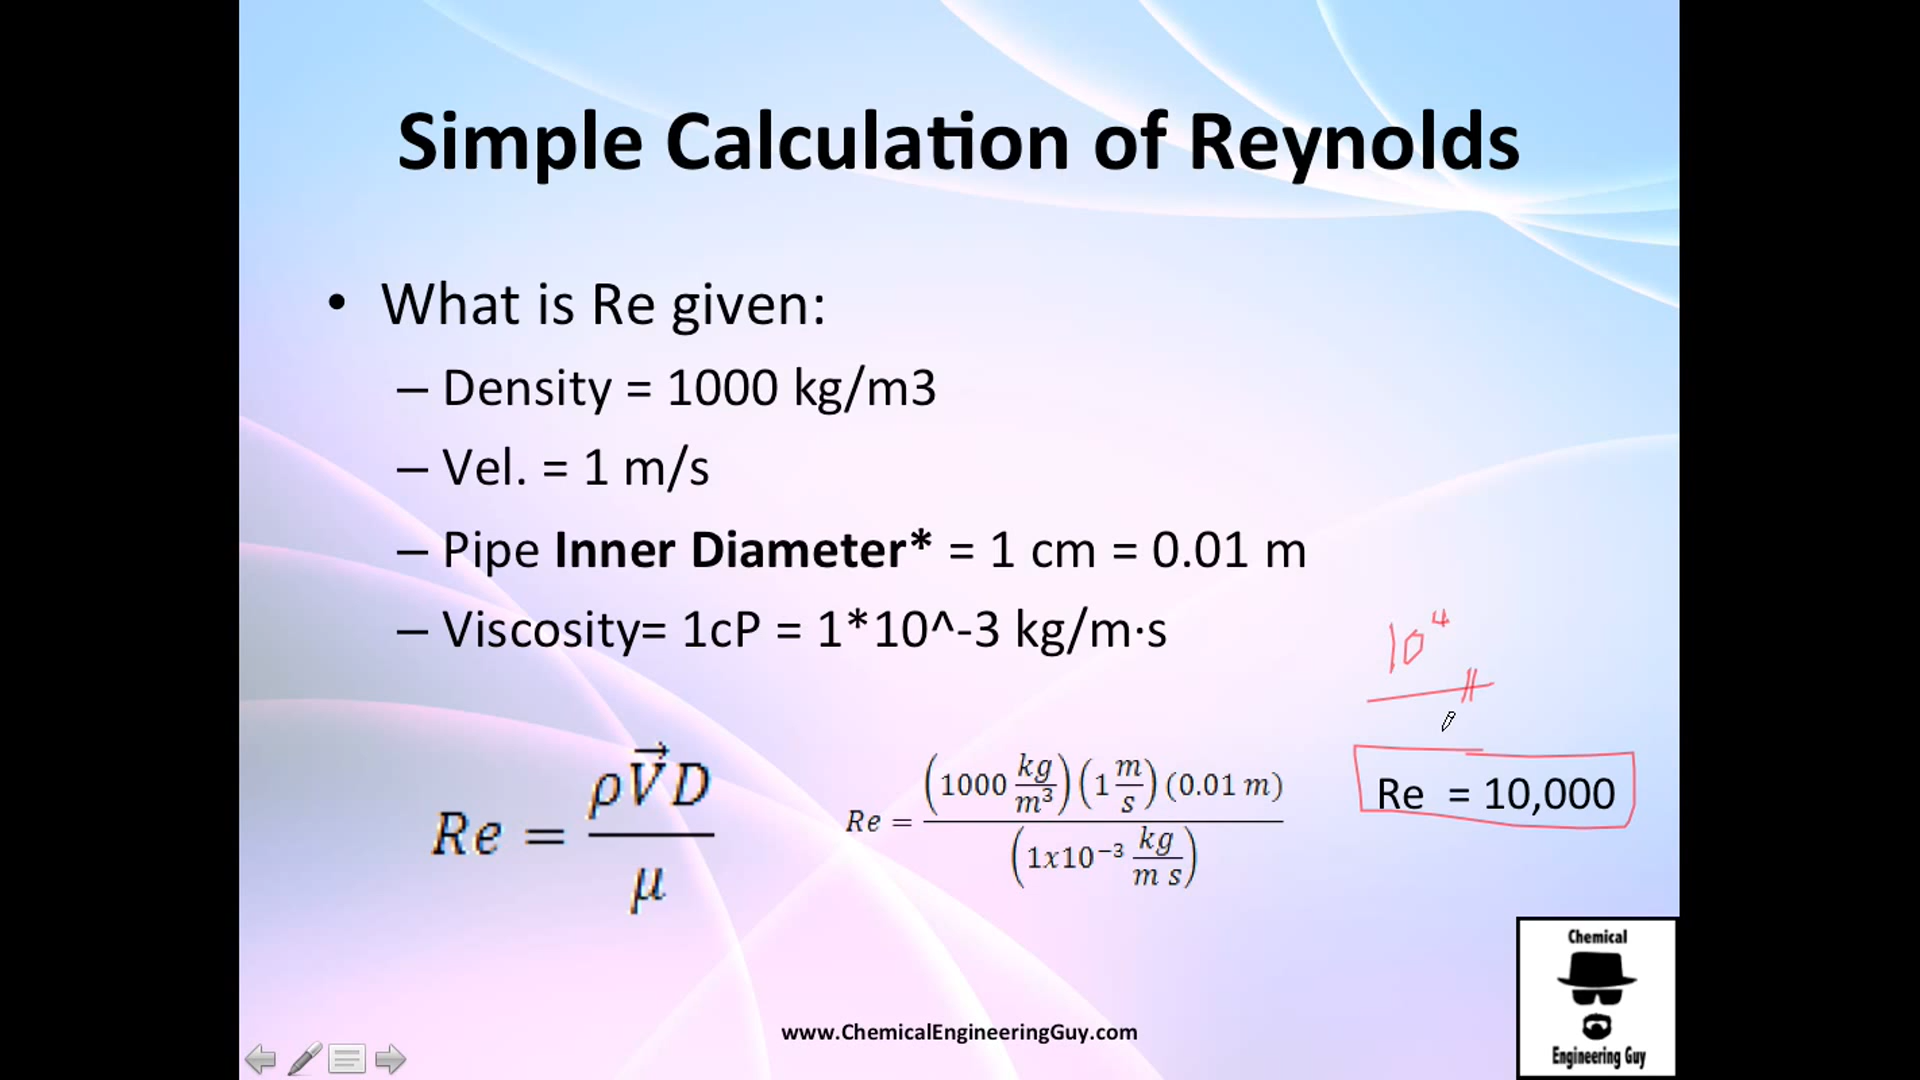 Simple Calculation of Reynolds
• What is Re given:
– Density = 1000 kg/m3
– Vel. = 1 m/s
– Pipe Inner Diameter* = 1 cm = 0.01 m
– Viscosity= 1cP = 1*10^-3 kg/m·s
10⁴
Re = ρV⃗D / μ
Re = (1000 kg/m³)(1 m/s)(0.01 m) / (1x10⁻³ kg/m s)
Re = 10,000
www.ChemicalEngineeringGuy.com
Chemical
Engineering Guy